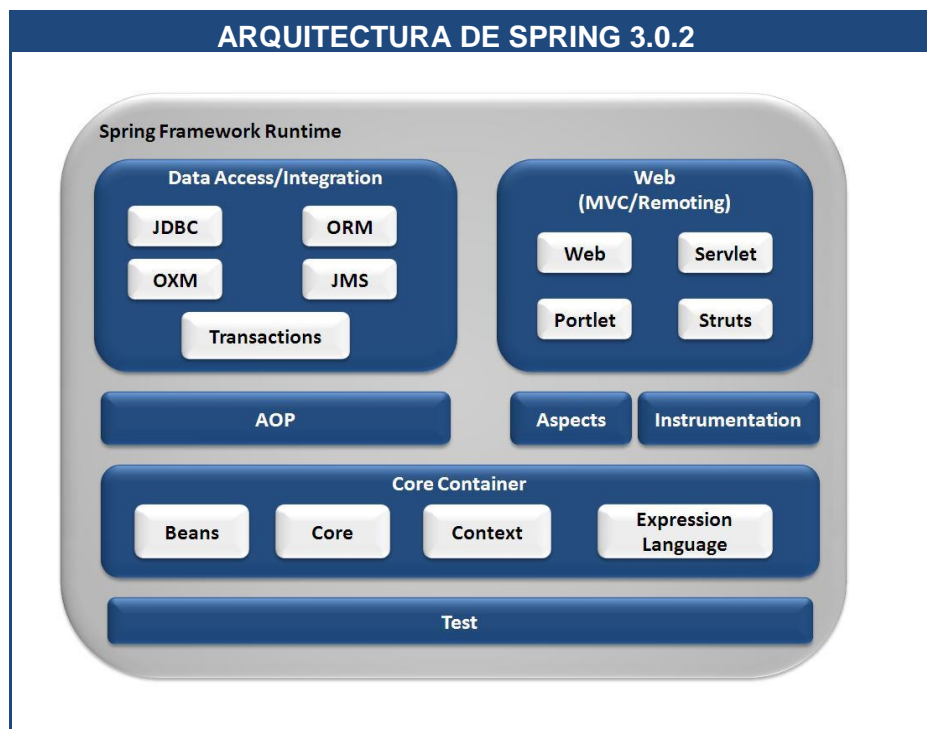 ARQUITECTURA DE SPRING 3.0.2
Spring Framework Runtime
Data Access/Integration
JDBC
ORM
OXM
JMS
Transactions
Web
(MVC/Remoting)
Web
Servlet
Portlet
Struts
AOP
Aspects
Instrumentation
Core Container
Beans
Core
Context
Expression
Language
Test